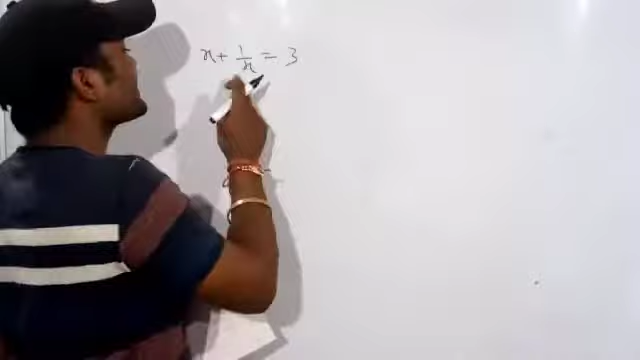 x + 1/x = 3